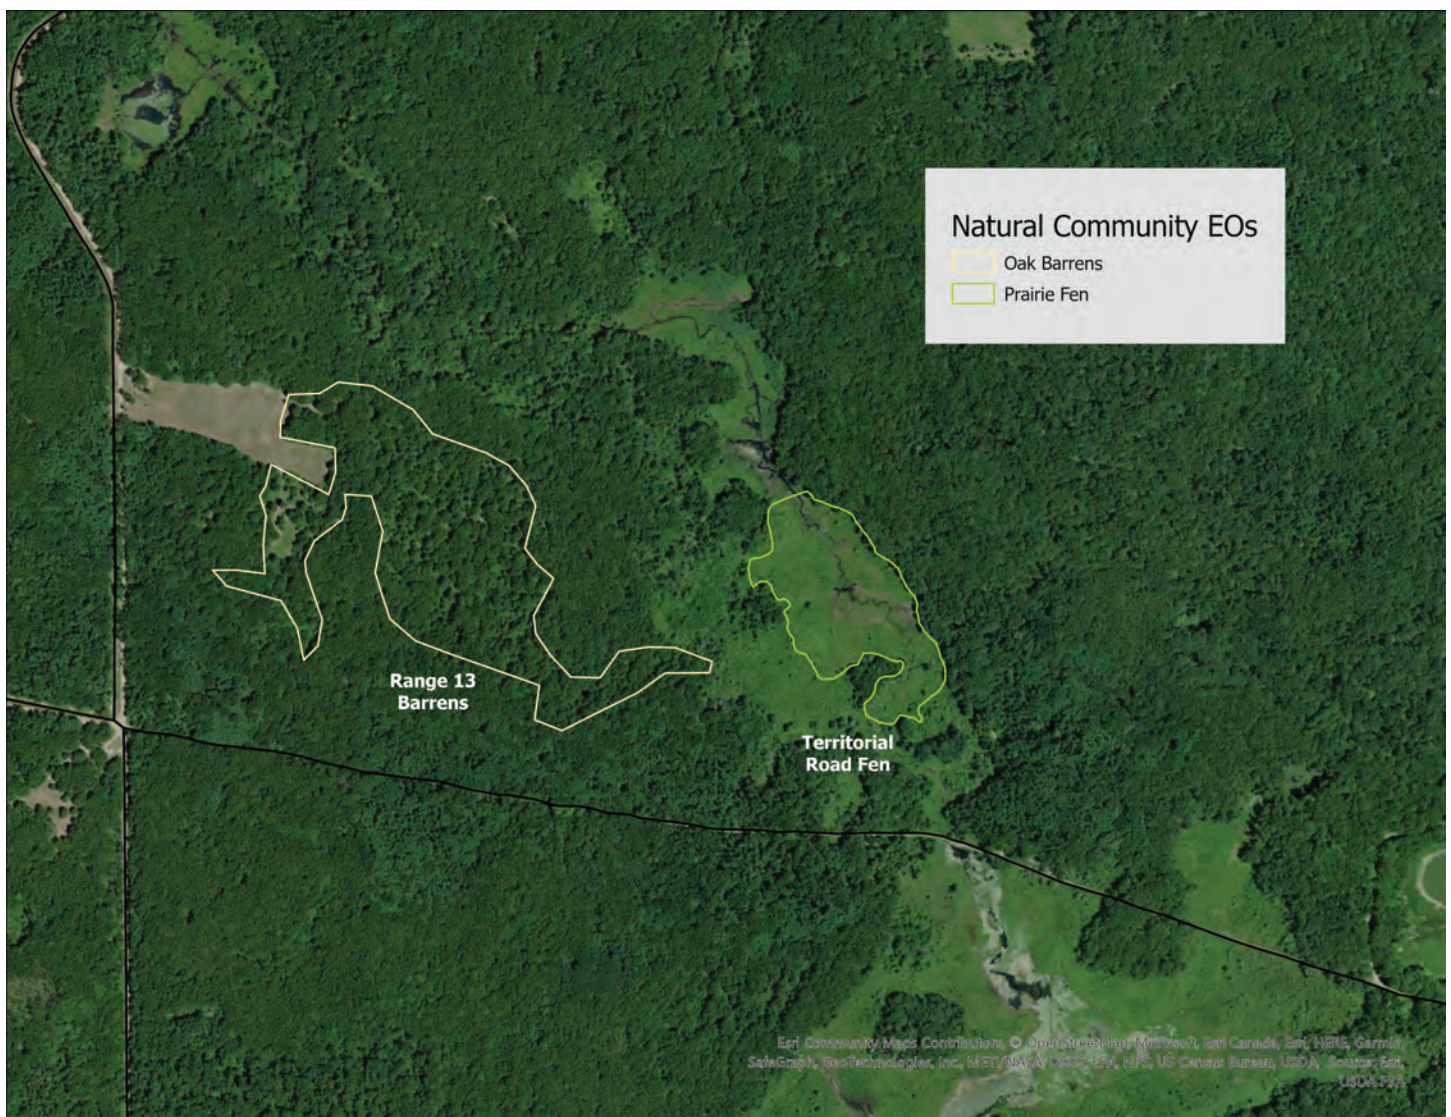 Natural Community EOs
Oak Barrens
Prairie Fen
Range 13
Barrens
Territorial
Road Fen
Esri Community Maps Contributors, © OpenStreetMap, Microsoft, Esri Canada, Esri, HERE, Garmin,
SafeGraph, GeoTechnologies, Inc, METI/NASA, USGS, EPA, NPS, US Census Bureau, USDA, Source: Esri,
USDA FSA